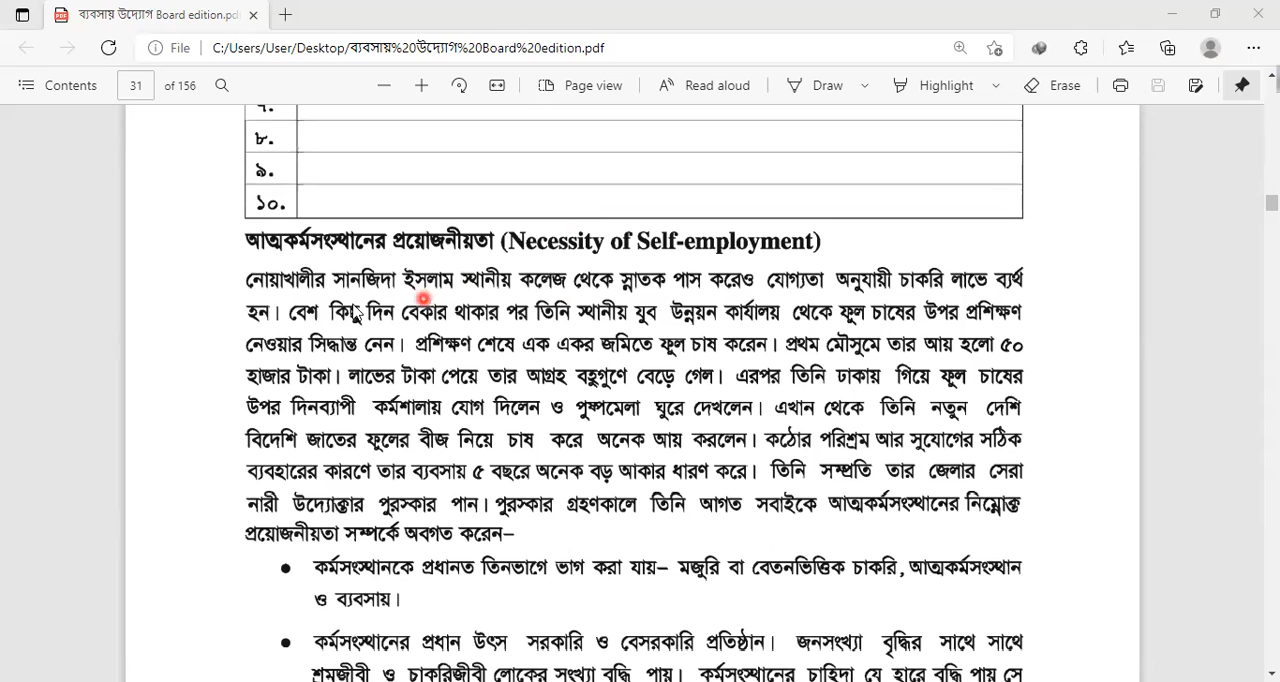 ব্যবসায় উদ্যোগ Board edition.pd
File C:/Users/User/Desktop/ব্যবসায়%20উদ্যোগ%20Board%20edition.pdf
Contents 31 of 156 Page view Read aloud Draw Highlight Erase
৭.
৮.
৯.
১০.
আত্মকর্মসংস্থানের প্রয়োজনীয়তা (Necessity of Self-employment)
নোয়াখালীর সানজিদা ইসলাম স্থানীয় কলেজ থেকে স্নাতক পাস করেও যোগ্যতা অনুযায়ী চাকরি লাভে ব্যর্থ
হন। বেশ কিছু দিন বেকার থাকার পর তিনি স্থানীয় যুব উন্নয়ন কার্যালয় থেকে ফুল চাষের উপর প্রশিক্ষণ
নেওয়ার সিদ্ধান্ত নেন। প্রশিক্ষণ শেষে এক একর জমিতে ফুল চাষ করেন। প্রথম মৌসুমে তার আয় হলো ৫০
হাজার টাকা। লাভের টাকা পেয়ে তার আগ্রহ বহুগুণে বেড়ে গেল। এরপর তিনি ঢাকায় গিয়ে ফুল চাষের
উপর দিনব্যাপী কর্মশালায় যোগ দিলেন ও পুষ্পমেলা ঘুরে দেখলেন। এখান থেকে তিনি নতুন দেশি
বিদেশি জাতের ফুলের বীজ নিয়ে চাষ করে অনেক আয় করলেন। কঠোর পরিশ্রম আর সুযোগের সঠিক
ব্যবহারের কারণে তার ব্যবসায় ৫ বছরে অনেক বড় আকার ধারণ করে। তিনি সম্প্রতি তার জেলার সেরা
নারী উদ্যোক্তার পুরস্কার পান। পুরস্কার গ্রহণকালে তিনি আগত সবাইকে আত্মকর্মসংস্থানের নিম্নোক্ত
প্রয়োজনীয়তা সম্পর্কে অবগত করেন–
● কর্মসংস্থানকে প্রধানত তিনভাগে ভাগ করা যায়– মজুরি বা বেতনভিত্তিক চাকরি, আত্মকর্মসংস্থান
ও ব্যবসায়।
● কর্মসংস্থানের প্রধান উৎস সরকারি ও বেসরকারি প্রতিষ্ঠান। জনসংখ্যা বৃদ্ধির সাথে সাথে
শ্রমজীবী ও চাকরিজীবী লোকের সংখ্যা বৃদ্ধি পায়। কর্মসংস্থানের চাহিদা যে হারে বৃদ্ধি পায় সে